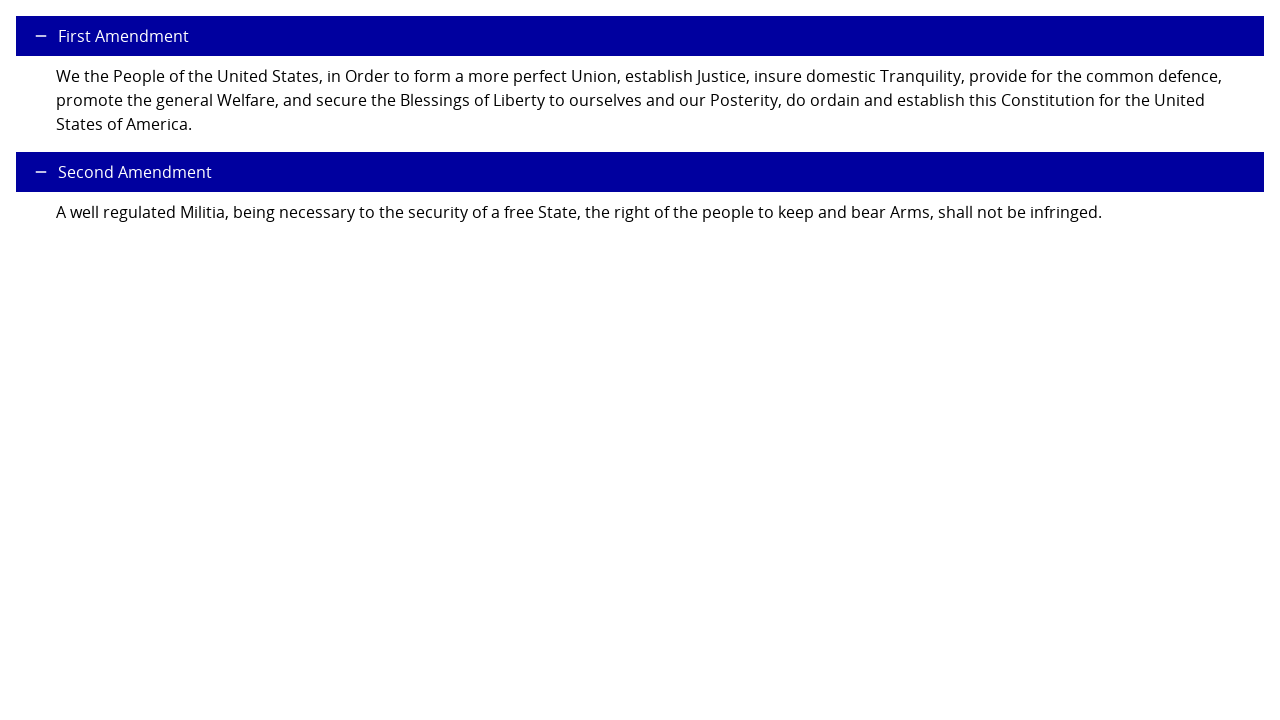 First Amendment
We the People of the United States, in Order to form a more perfect Union, establish Justice, insure domestic Tranquility, provide for the common defence,
promote the general Welfare, and secure the Blessings of Liberty to ourselves and our Posterity, do ordain and establish this Constitution for the United
States of America.
Second Amendment
A well regulated Militia, being necessary to the security of a free State, the right of the people to keep and bear Arms, shall not be infringed.